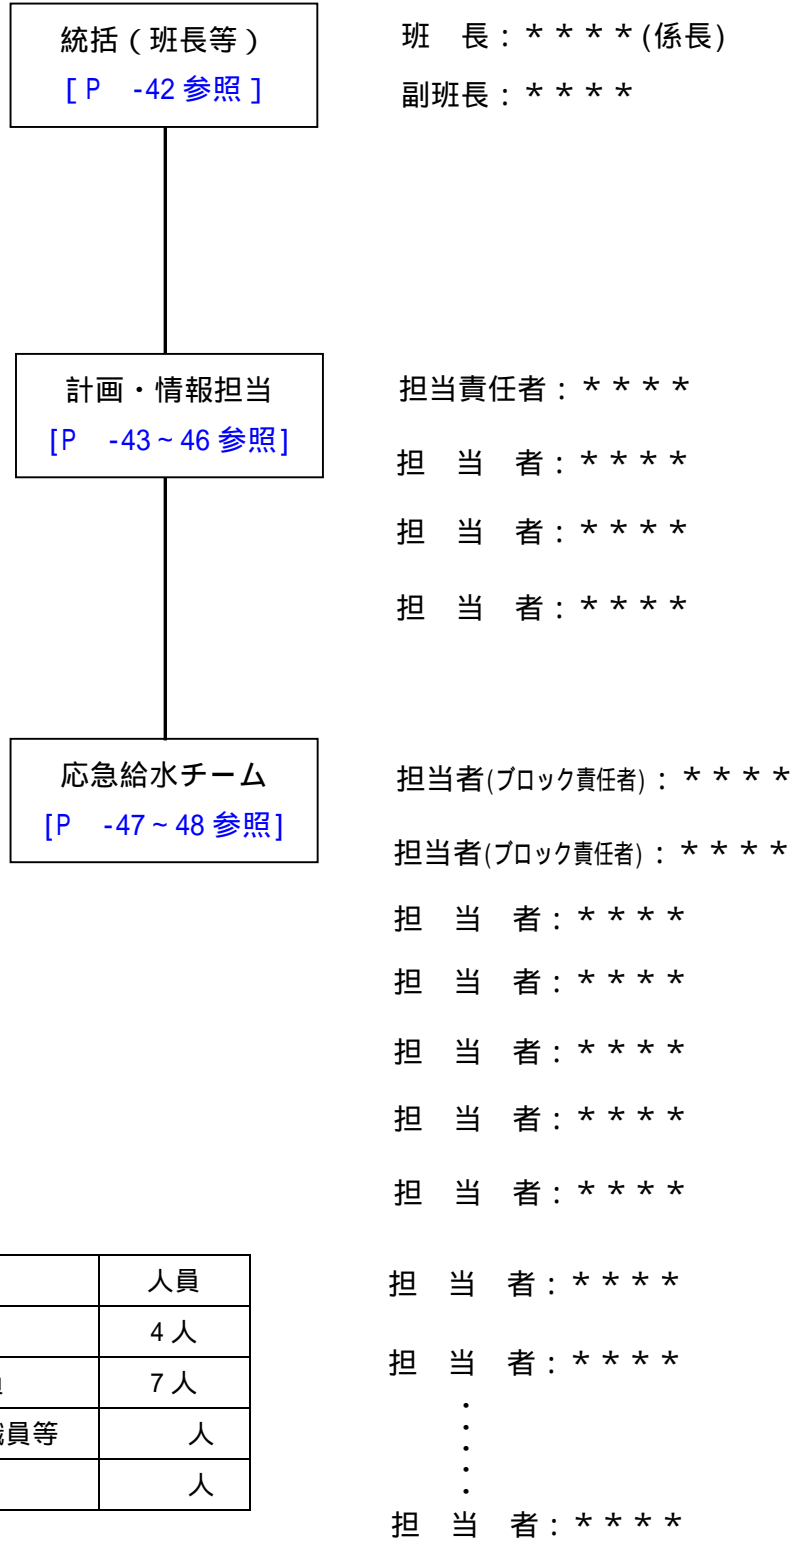 統括（班長等）
[ P　-42 参照 ]
班　長：＊＊＊＊(係長)
副班長：＊＊＊＊
計画・情報担当
[P　-43～46 参照]
担当責任者：＊＊＊＊
担　当　者：＊＊＊＊
担　当　者：＊＊＊＊
担　当　者：＊＊＊＊
応急給水チーム
[P　-47～48 参照]
担当者(ブロック責任者)：＊＊＊＊
担当者(ブロック責任者)：＊＊＊＊
担　当　者：＊＊＊＊
担　当　者：＊＊＊＊
担　当　者：＊＊＊＊
担　当　者：＊＊＊＊
担　当　者：＊＊＊＊
担　当　者：＊＊＊＊
担　当　者：＊＊＊＊
・
・
・
・
・
担　当　者：＊＊＊＊
人員
4 人
7 人
員等　人
人